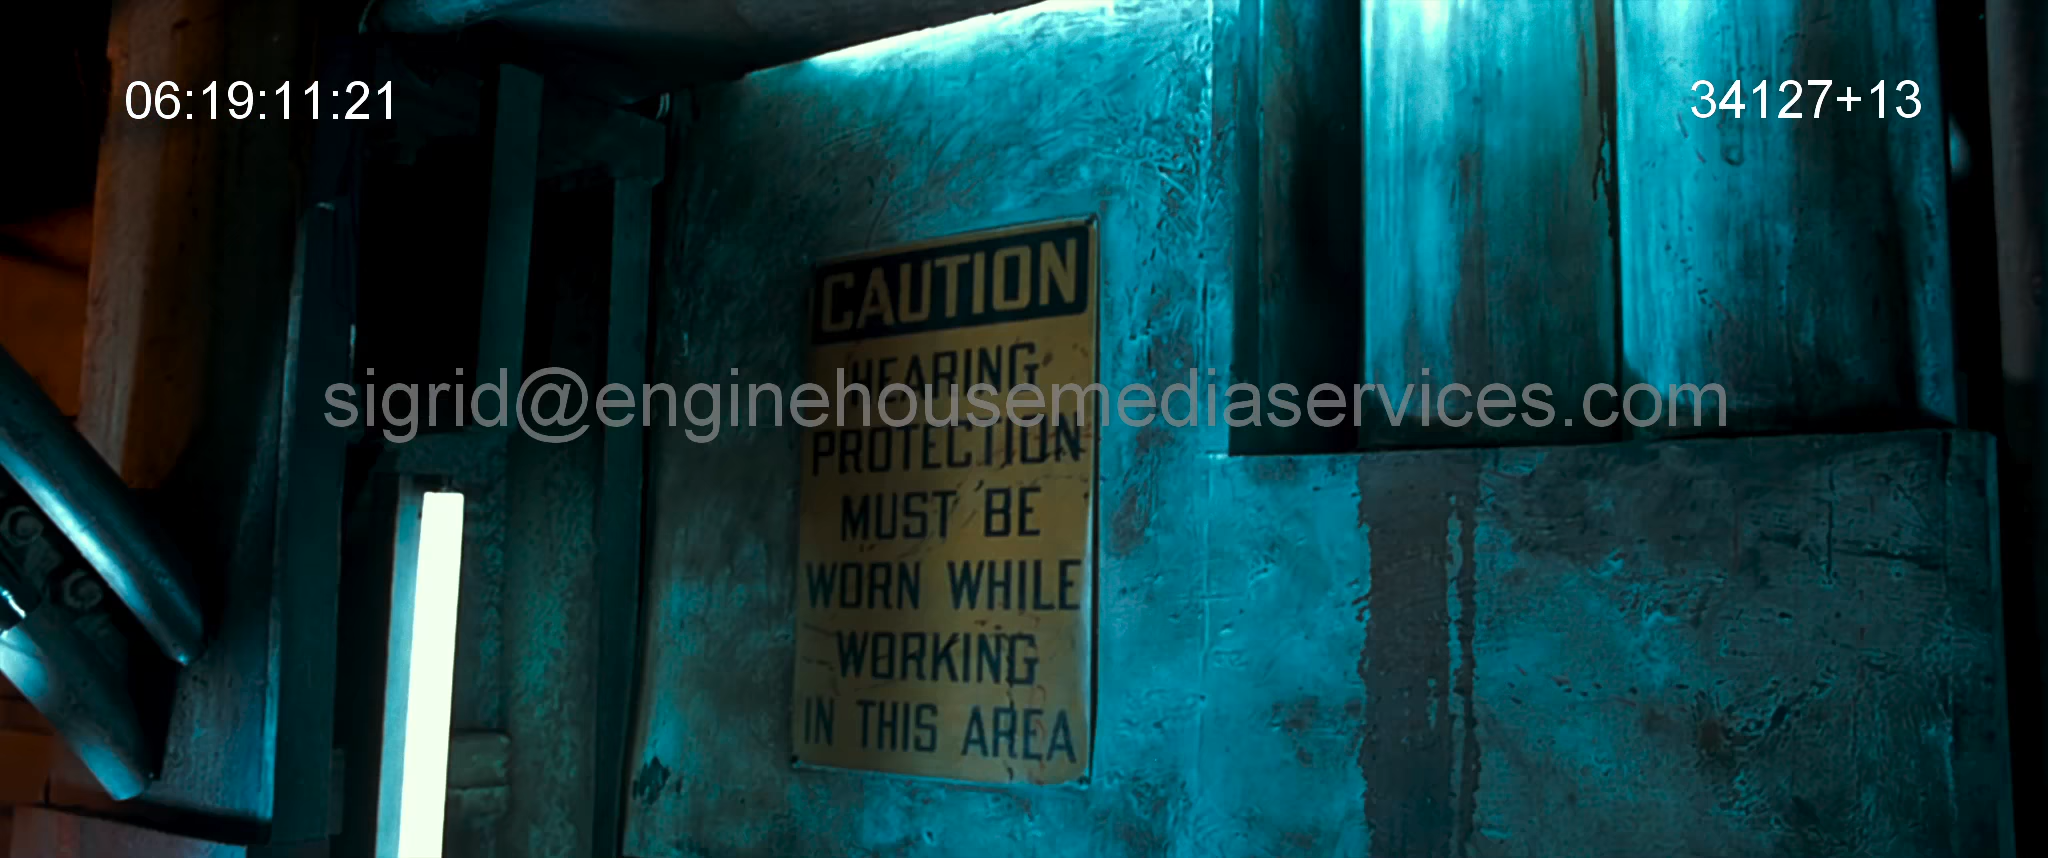 06:19:11:21
34127+13
CAUTION
HEARING
sigrid@enginehousemediaservices.com
PROTECTION
MUST BE
WORN WHILE
WORKING
IN THIS AREA